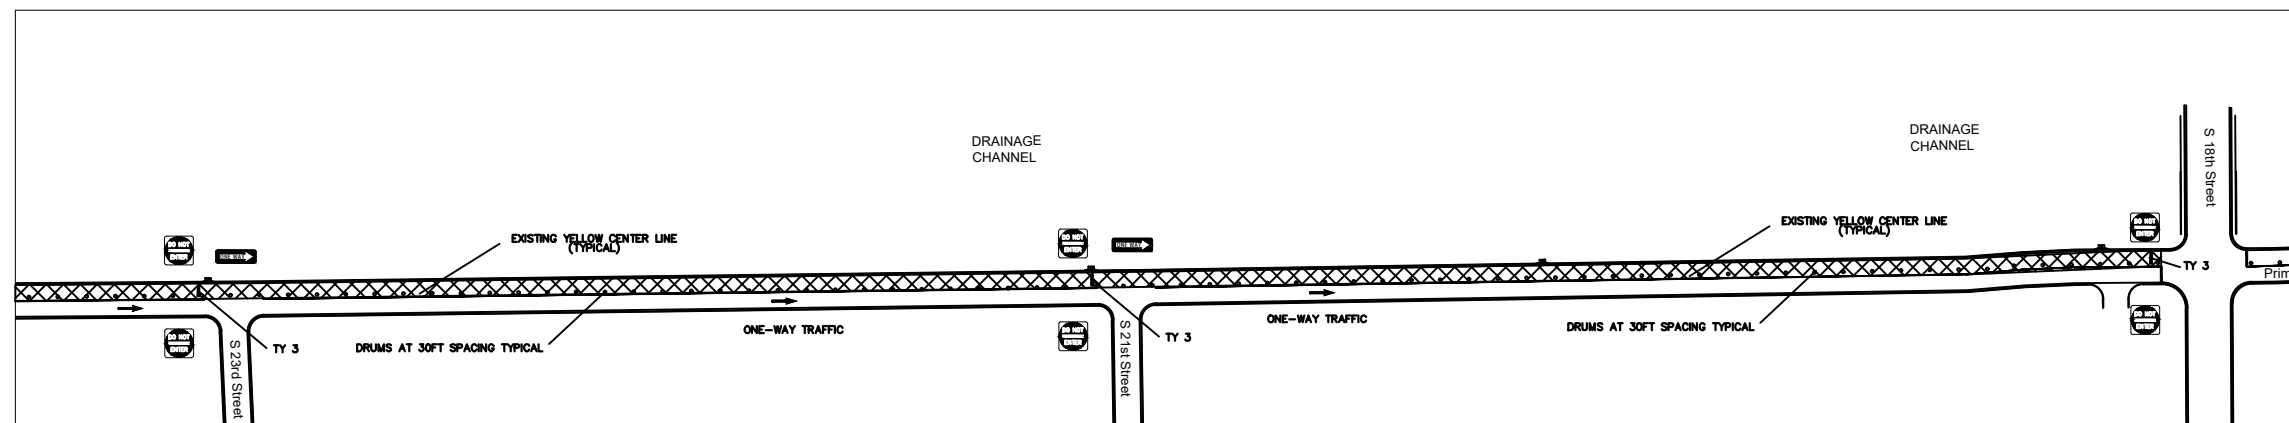 DRAINAGE
CHANNEL
DRAINAGE
CHANNEL
S 18th Street
DO NOT
ENTER
ONE WAY
EXISTING YELLOW CENTER LINE
(TYPICAL)
DO NOT
ENTER
ONE WAY
EXISTING YELLOW CENTER LINE
(TYPICAL)
DO NOT
ENTER
TY 3
Prim
DO NOT
ENTER
S 23rd Street
TY 3
DRUMS AT 30FT SPACING TYPICAL
ONE-WAY TRAFFIC
DO NOT
ENTER
S 21st Street
TY 3
ONE-WAY TRAFFIC
DRUMS AT 30FT SPACING TYPICAL
DO NOT
ENTER